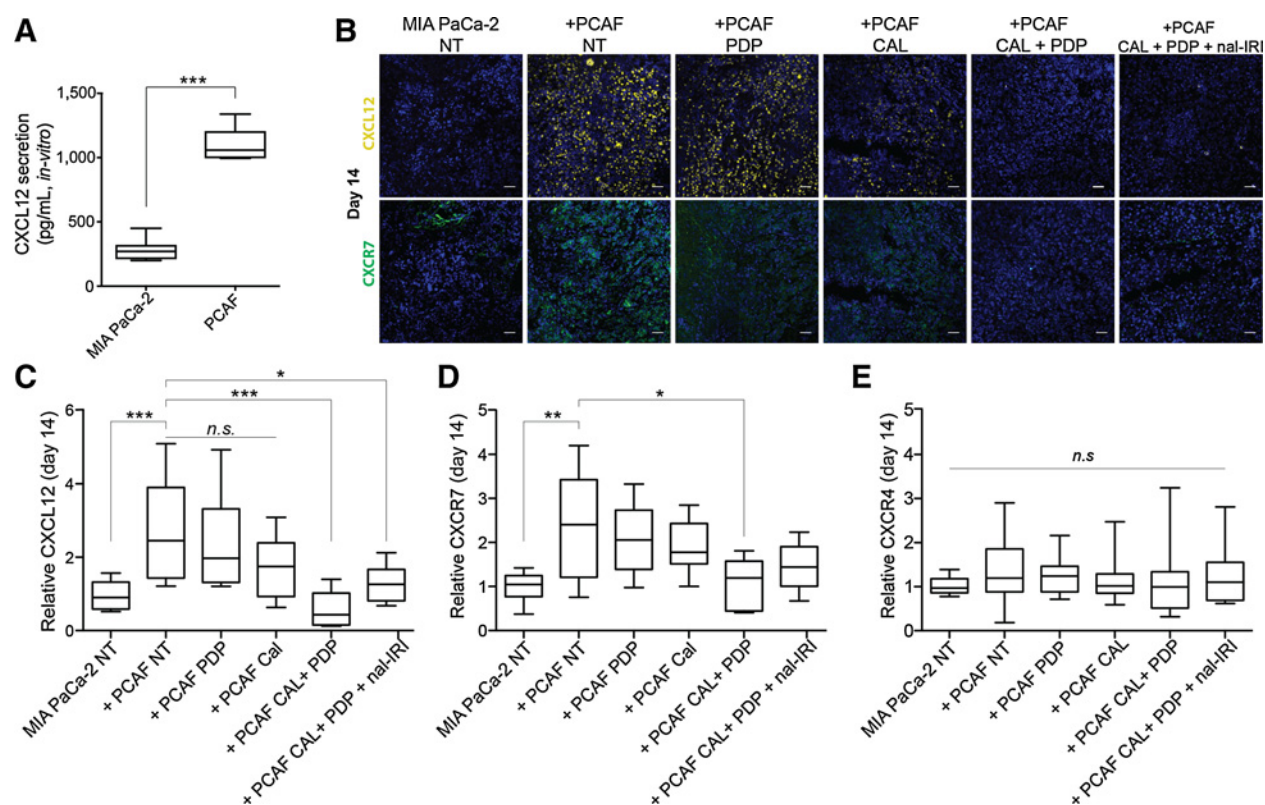 A
CXCL12 secretion
(pg/mL, in-vitro)
1,500
1,000
500
0
***
MIA PaCa-2
PCAF
B
MIA PaCa-2
NT
+PCAF
NT
+PCAF
PDP
+PCAF
CAL
+PCAF
CAL + PDP
+PCAF
CAL + PDP + nal-IRI
Day 14
CXCL12
CXCR7
C
Relative CXCL12 (day 14)
6
4
2
0
***
n.s.
***
*
MIA PaCa-2 NT
+ PCAF NT
+ PCAF PDP
+ PCAF Cal
+ PCAF CAL+ PDP
+ PCAF CAL+ PDP + nal-IRI
D
Relative CXCR7 (day 14)
5
4
3
2
1
0
**
*
MIA PaCa-2 NT
+ PCAF NT
+ PCAF PDP
+ PCAF Cal
+ PCAF CAL+ PDP
+ PCAF CAL+ PDP + nal-IRI
E
Relative CXCR4 (day 14)
5
4
3
2
1
0
n.s
MIA PaCa-2 NT
+ PCAF NT
+ PCAF PDP
+ PCAF CAL
+ PCAF CAL+ PDP
+ PCAF CAL+ PDP + nal-IRI